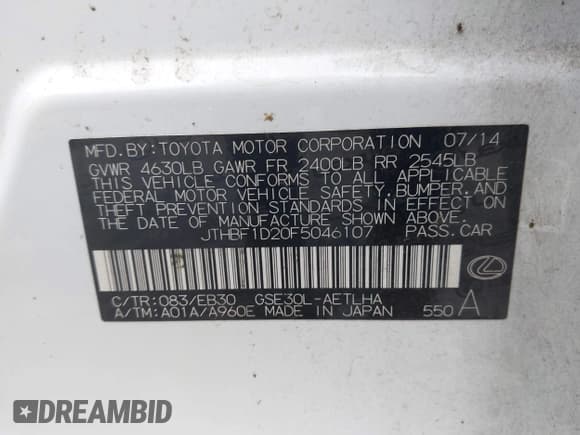 MFD.BY:TOYOTA MOTOR CORPORATION 07/14
GVWR 4630LB GAWR FR 2400LB RR 2545LB
THIS VEHICLE CONFORMS TO ALL APPLICABLE
FEDERAL MOTOR VEHICLE SAFETY,BUMPER,AND
THEFT PREVENTION STANDARDS IN EFFECT ON
THE DATE OF MANUFACTURE SHOWN ABOVE.
JTHBF1D20F5046107 PASS.CAR
C/TR:083/EB30 GSE30L-AETLHA
A/TM:A01A/A960E MADE IN JAPAN 550 A
DREAMBID